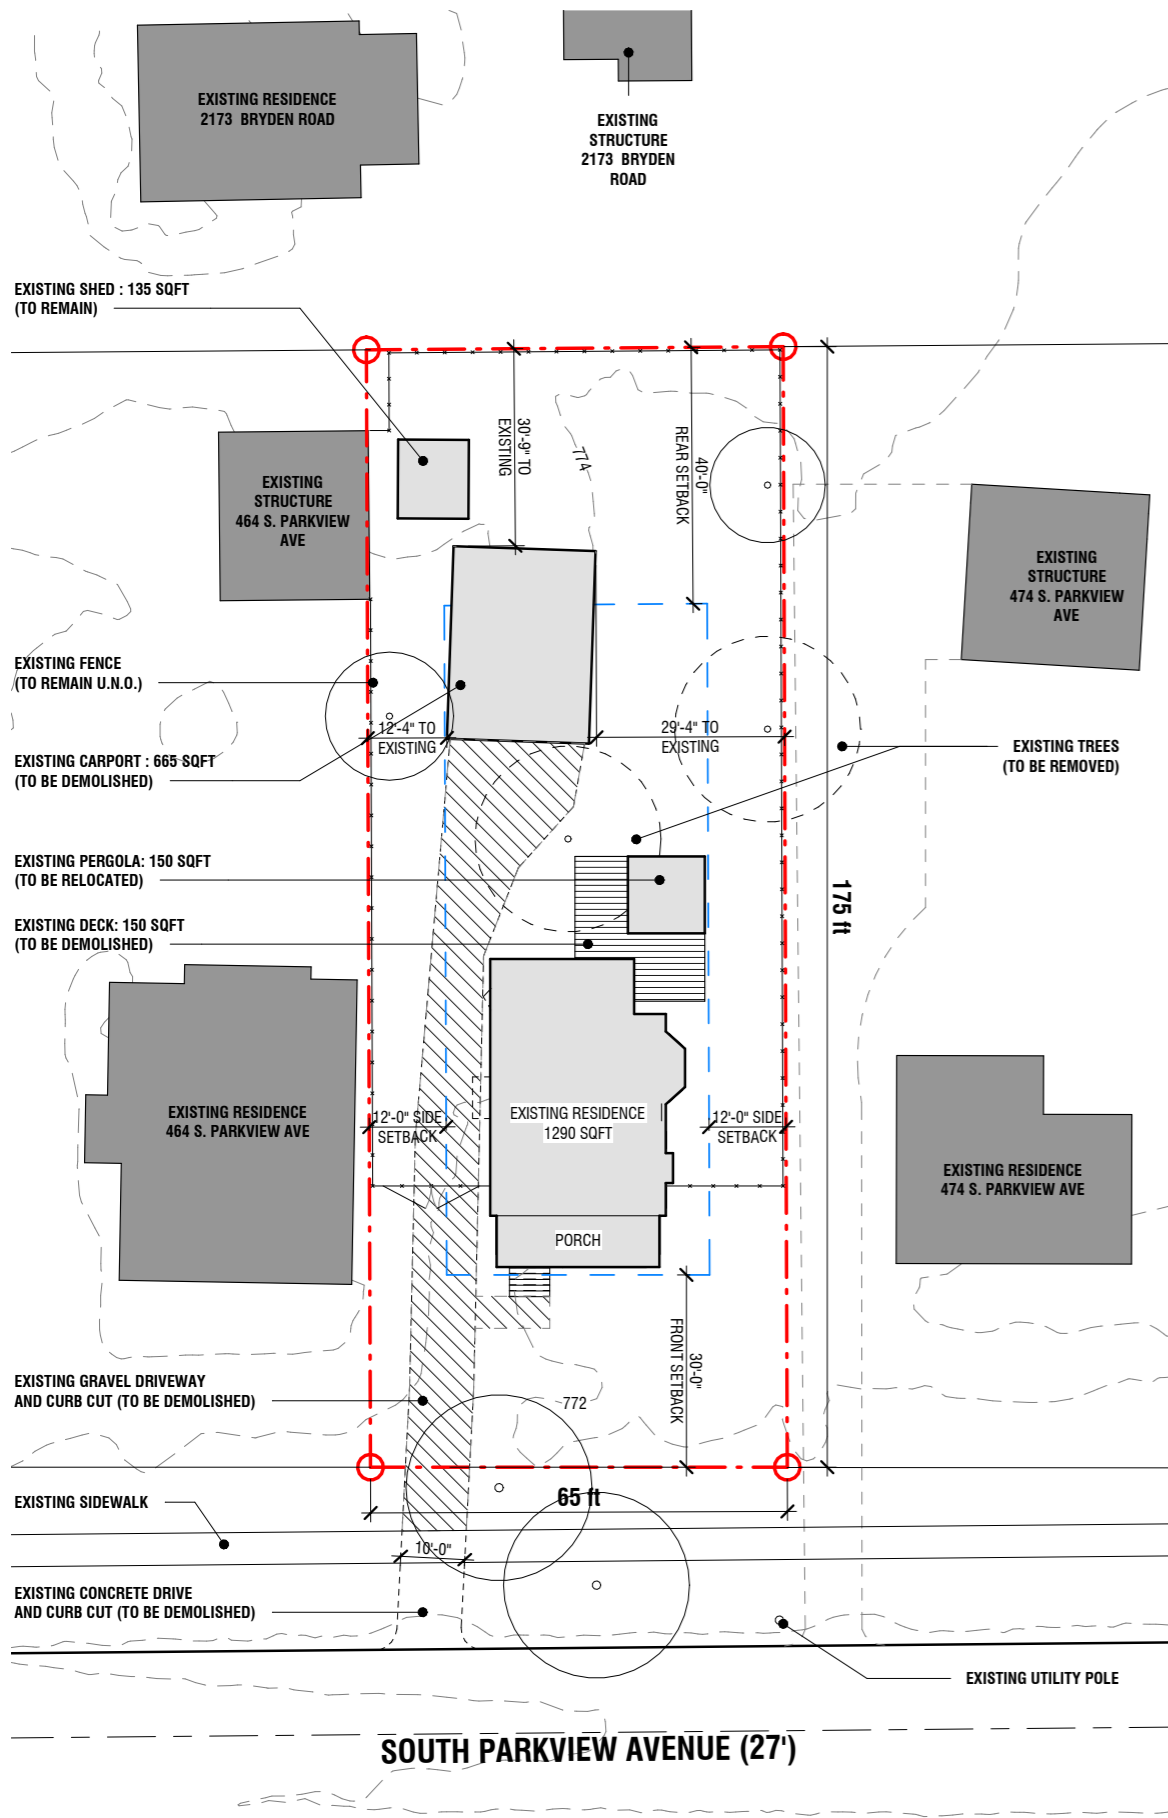 EXISTING RESIDENCE
2173 BRYDEN ROAD
EXISTING
STRUCTURE
2173 BRYDEN
ROAD
EXISTING SHED : 135 SQFT
(TO REMAIN)
30'-9" TO
EXISTING
774
40'-0"
REAR SETBACK
EXISTING
STRUCTURE
464 S. PARKVIEW
AVE
EXISTING
STRUCTURE
474 S. PARKVIEW
AVE
EXISTING FENCE
(TO REMAIN U.N.O.)
12'-4" TO
EXISTING
29'-4" TO
EXISTING
EXISTING TREES
(TO BE REMOVED)
EXISTING CARPORT : 665 SQFT
(TO BE DEMOLISHED)
EXISTING PERGOLA: 150 SQFT
(TO BE RELOCATED)
175 ft
EXISTING DECK: 150 SQFT
(TO BE DEMOLISHED)
EXISTING RESIDENCE
464 S. PARKVIEW AVE
12'-0" SIDE
SETBACK
EXISTING RESIDENCE
1290 SQFT
12'-0" SIDE
SETBACK
EXISTING RESIDENCE
474 S. PARKVIEW AVE
PORCH
30'-0"
FRONT SETBACK
EXISTING GRAVEL DRIVEWAY
AND CURB CUT (TO BE DEMOLISHED)
772
EXISTING SIDEWALK
65 ft
10'-0"
EXISTING CONCRETE DRIVE
AND CURB CUT (TO BE DEMOLISHED)
EXISTING UTILITY POLE
SOUTH PARKVIEW AVENUE (27')